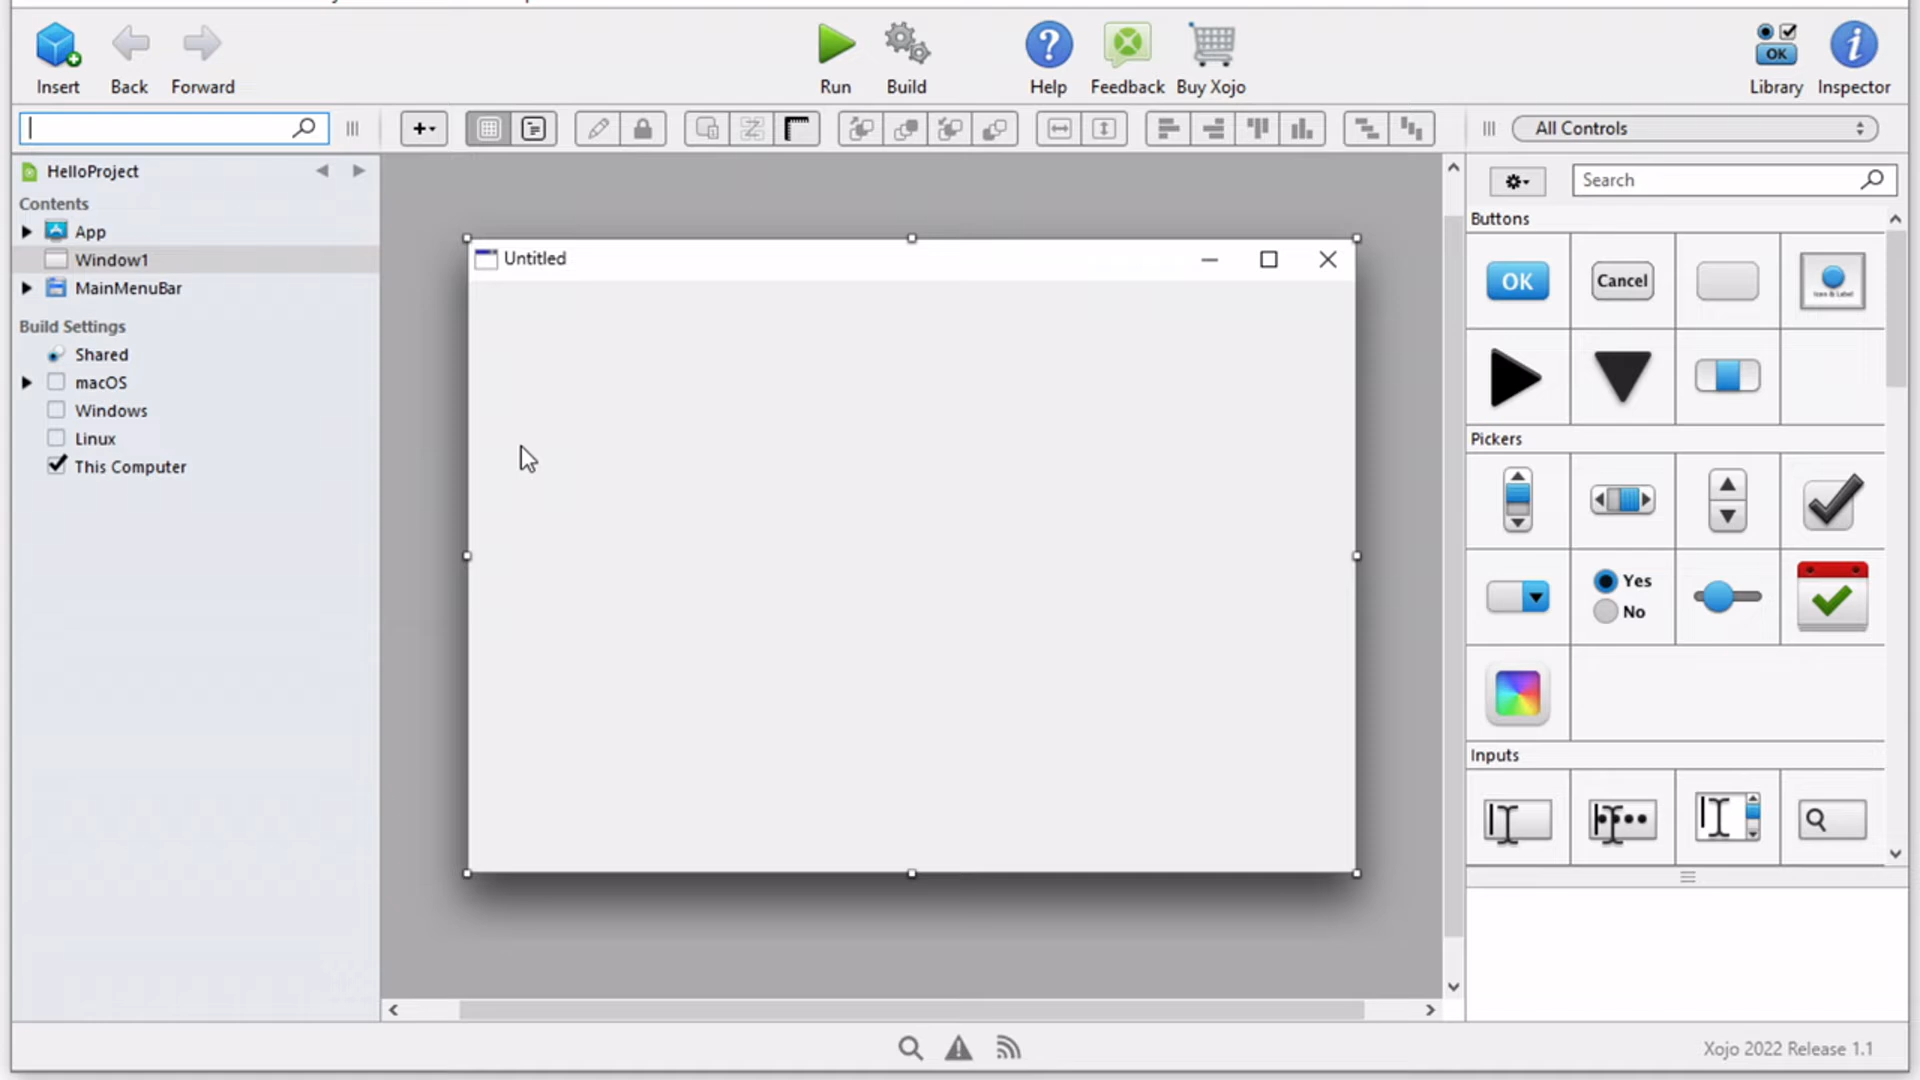 Insert
Back
Forward
Run
Build
Help
Feedback
Buy Xojo
Library
Inspector
All Controls
HelloProject
Contents
App
Window1
MainMenuBar
Build Settings
Shared
macOS
Windows
Linux
This Computer
Untitled
Search
Buttons
OK
Cancel
Pickers
Yes
No
Inputs
Xojo 2022 Release 1.1